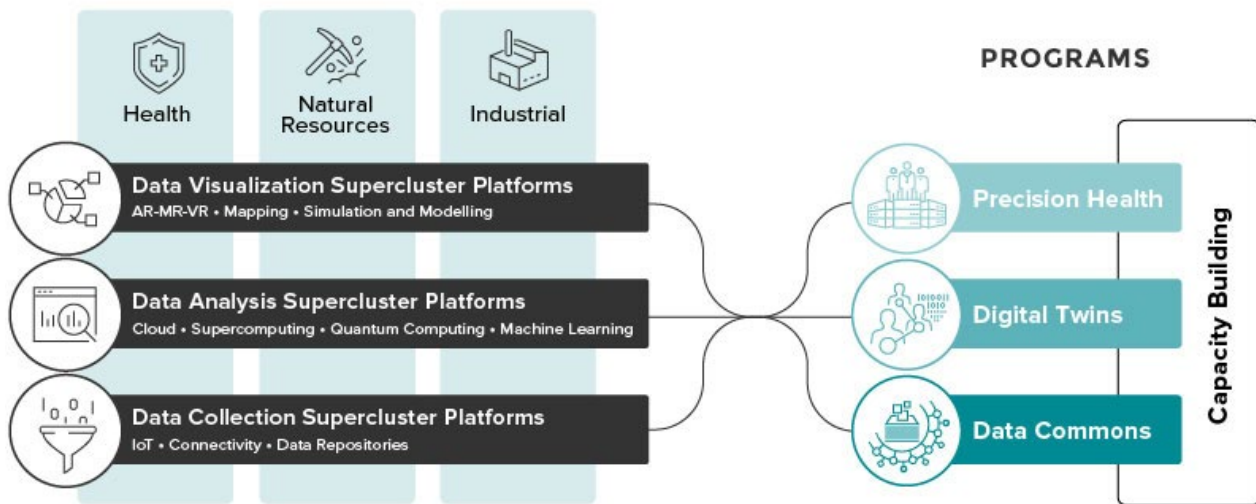 Health
Natural
Resources
Industrial
PROGRAMS
Data Visualization Supercluster Platforms
AR-MR-VR • Mapping • Simulation and Modelling
Data Analysis Supercluster Platforms
Cloud • Supercomputing • Quantum Computing • Machine Learning
Data Collection Supercluster Platforms
IoT • Connectivity • Data Repositories
Precision Health
Digital Twins
1010011
Data Commons
Capacity Building